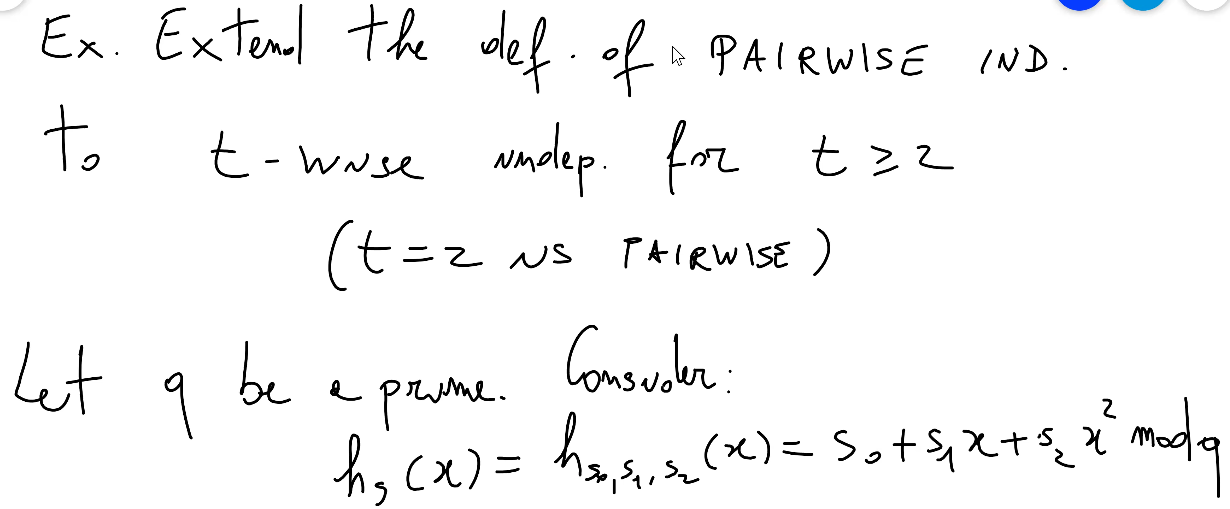 Ex. Extend the def. of PAIRWISE IND.
to t-wise indep. for t ≥ 2
(t=2 is PAIRWISE)
Let q be a prime. Consider:
h_s(x) = h_{s_0,s_1,s_2}(x) = s_0 + s_1 x + s_2 x^2 mod q